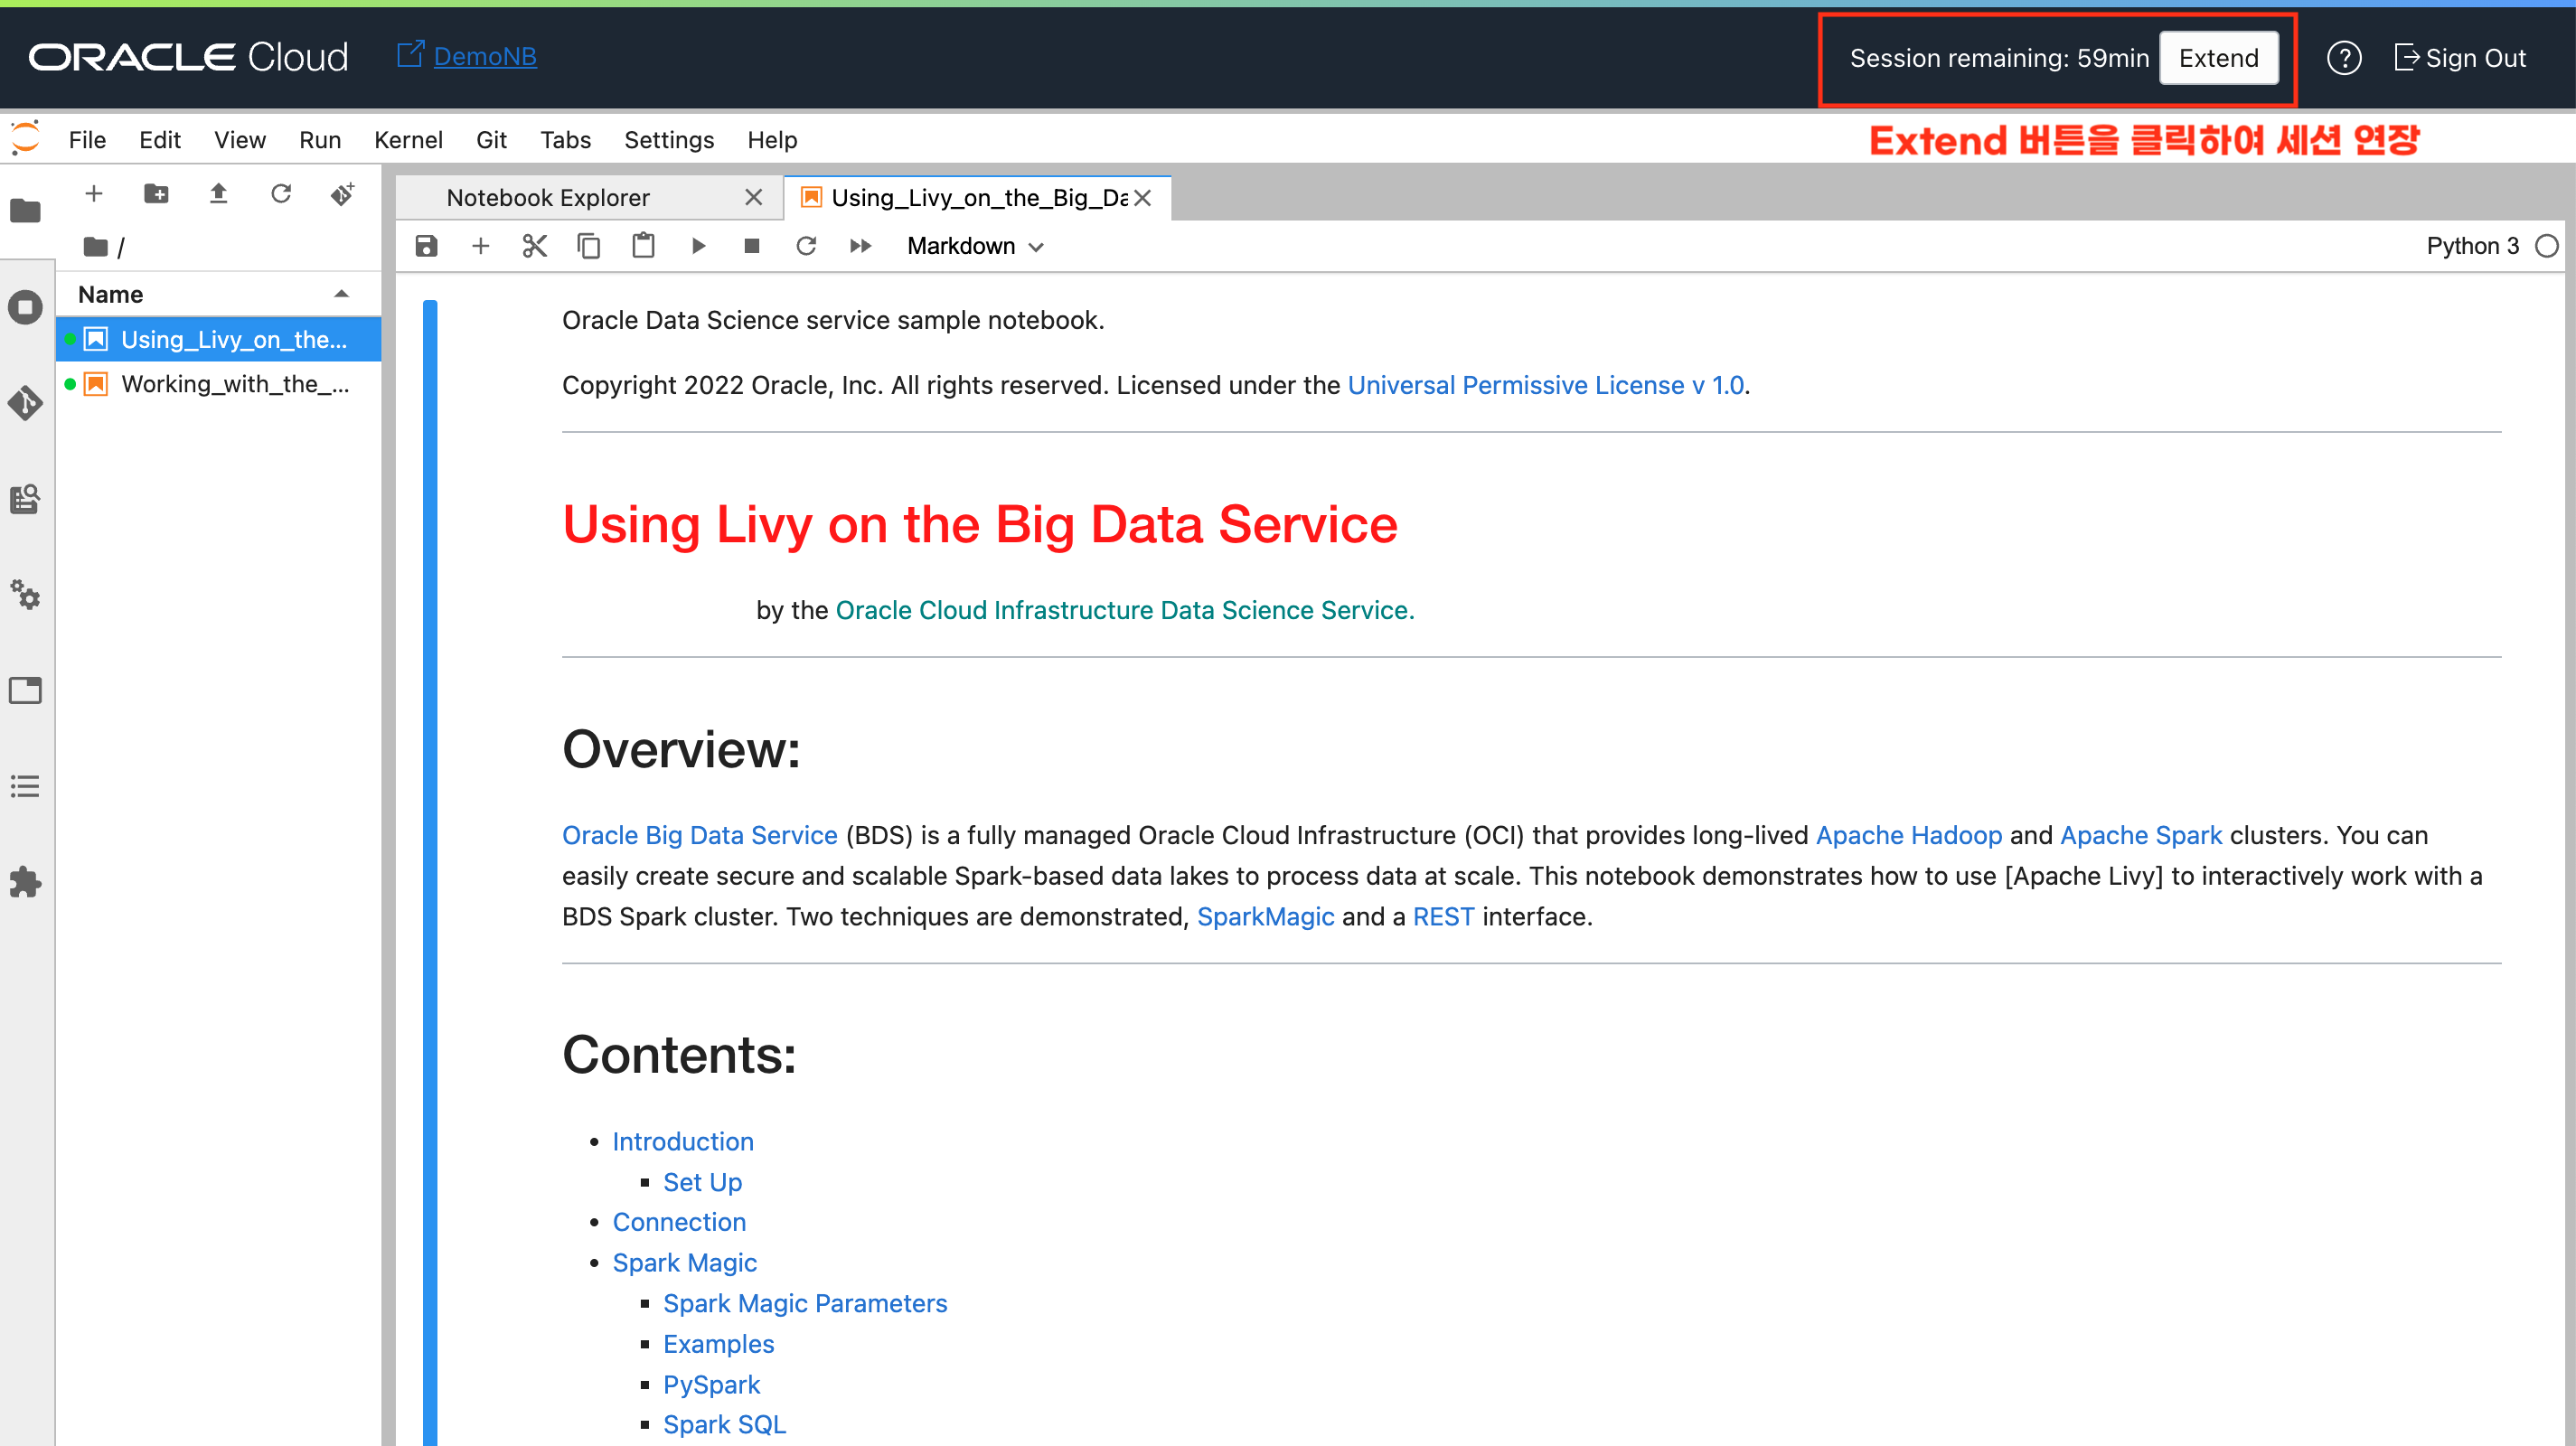 ORACLE Cloud DemoNB Session remaining: 59min Extend ? Sign Out
File Edit View Run Kernel Git Tabs Settings Help
Extend 버튼을 클릭하여 세션 연장
Notebook Explorer
Using_Livy_on_the_Big_Da
/
Markdown
Python 3
Name
Using_Livy_on_the...
Working_with_the_...
Oracle Data Science service sample notebook.
Copyright 2022 Oracle, Inc. All rights reserved. Licensed under the Universal Permissive License v 1.0.
Using Livy on the Big Data Service
by the Oracle Cloud Infrastructure Data Science Service.
Overview:
Oracle Big Data Service (BDS) is a fully managed Oracle Cloud Infrastructure (OCI) that provides long-lived Apache Hadoop and Apache Spark clusters. You can
easily create secure and scalable Spark-based data lakes to process data at scale. This notebook demonstrates how to use [Apache Livy] to interactively work with a
BDS Spark cluster. Two techniques are demonstrated, SparkMagic and a REST interface.
Contents:
Introduction
Set Up
Connection
Spark Magic
Spark Magic Parameters
Examples
PySpark
Spark SQL